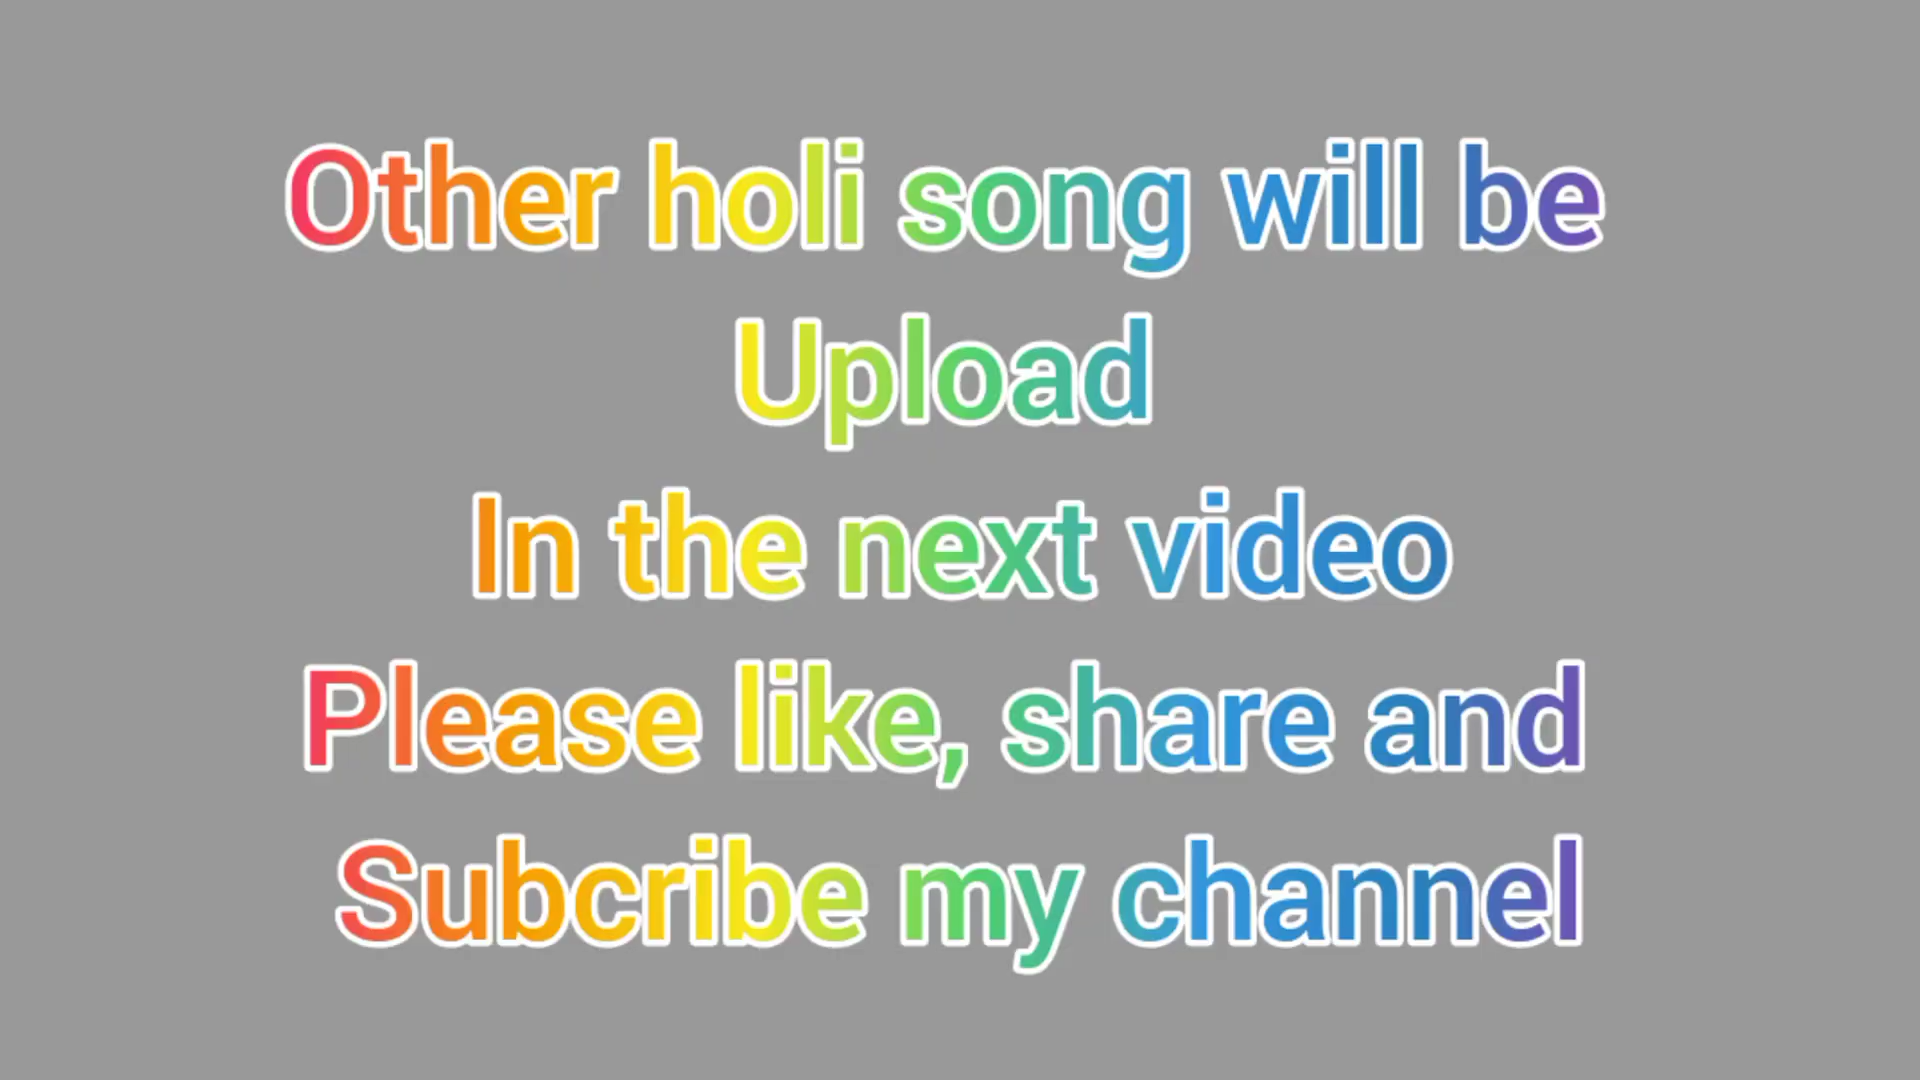 Other holi song will be
Upload
In the next video
Please like, share and
Subcribe my channel